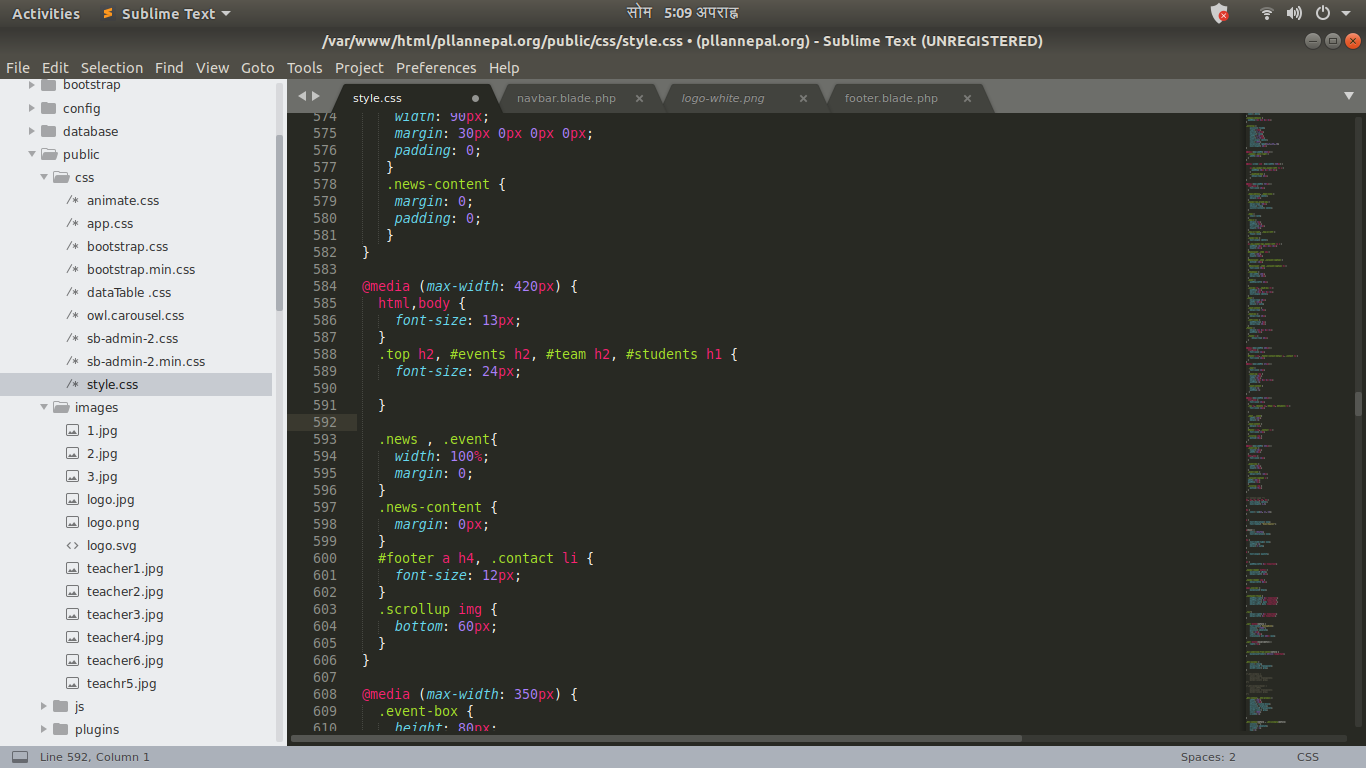 Activities Sublime Text सोम 5:09 अपराह्न
/var/www/html/pllannepal.org/public/css/style.css • (pllannepal.org) - Sublime Text (UNREGISTERED)
File Edit Selection Find View Goto Tools Project Preferences Help
bootstrap
config
database
public
css
animate.css
app.css
bootstrap.css
bootstrap.min.css
dataTable .css
owl.carousel.css
sb-admin-2.css
sb-admin-2.min.css
style.css
images
1.jpg
2.jpg
3.jpg
logo.jpg
logo.png
logo.svg
teacher1.jpg
teacher2.jpg
teacher3.jpg
teacher4.jpg
teacher6.jpg
teachr5.jpg
js
plugins
style.css navbar.blade.php logo-white.png footer.blade.php
574 width: 90px;
575 margin: 30px 0px 0px 0px;
576 padding: 0;
577 }
578 .news-content {
579 margin: 0;
580 padding: 0;
581 }
582 }
583
584 @media (max-width: 420px) {
585 html,body {
586 font-size: 13px;
587 }
588 .top h2, #events h2, #team h2, #students h1 {
589 font-size: 24px;
590
591 }
592
593 .news , .event{
594 width: 100%;
595 margin: 0;
596 }
597 .news-content {
598 margin: 0px;
599 }
600 #footer a h4, .contact li {
601 font-size: 12px;
602 }
603 .scrollup img {
604 bottom: 60px;
605 }
606 }
607
608 @media (max-width: 350px) {
609 .event-box {
610 height: 80px;
Line 592, Column 1 Spaces: 2 CSS